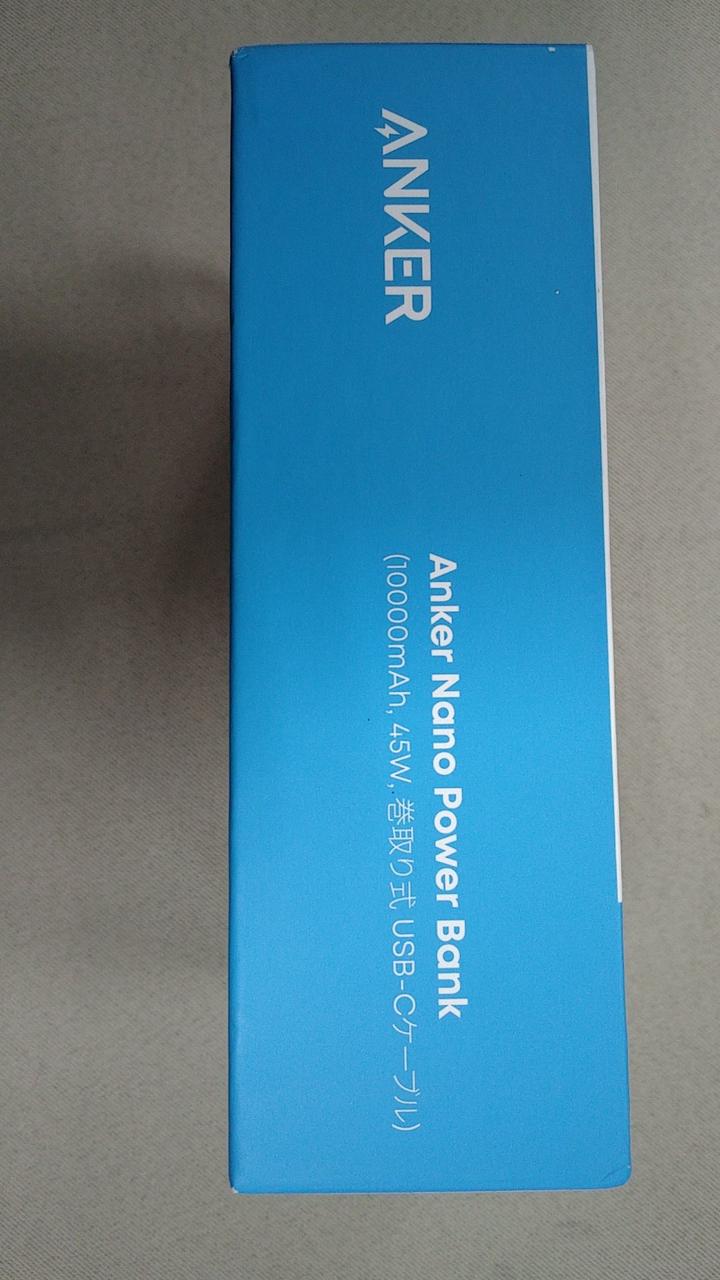 ANKER
Anker Nano Power Bank
(10000mAh, 45W, 巻取り式 USB-Cケーブル)